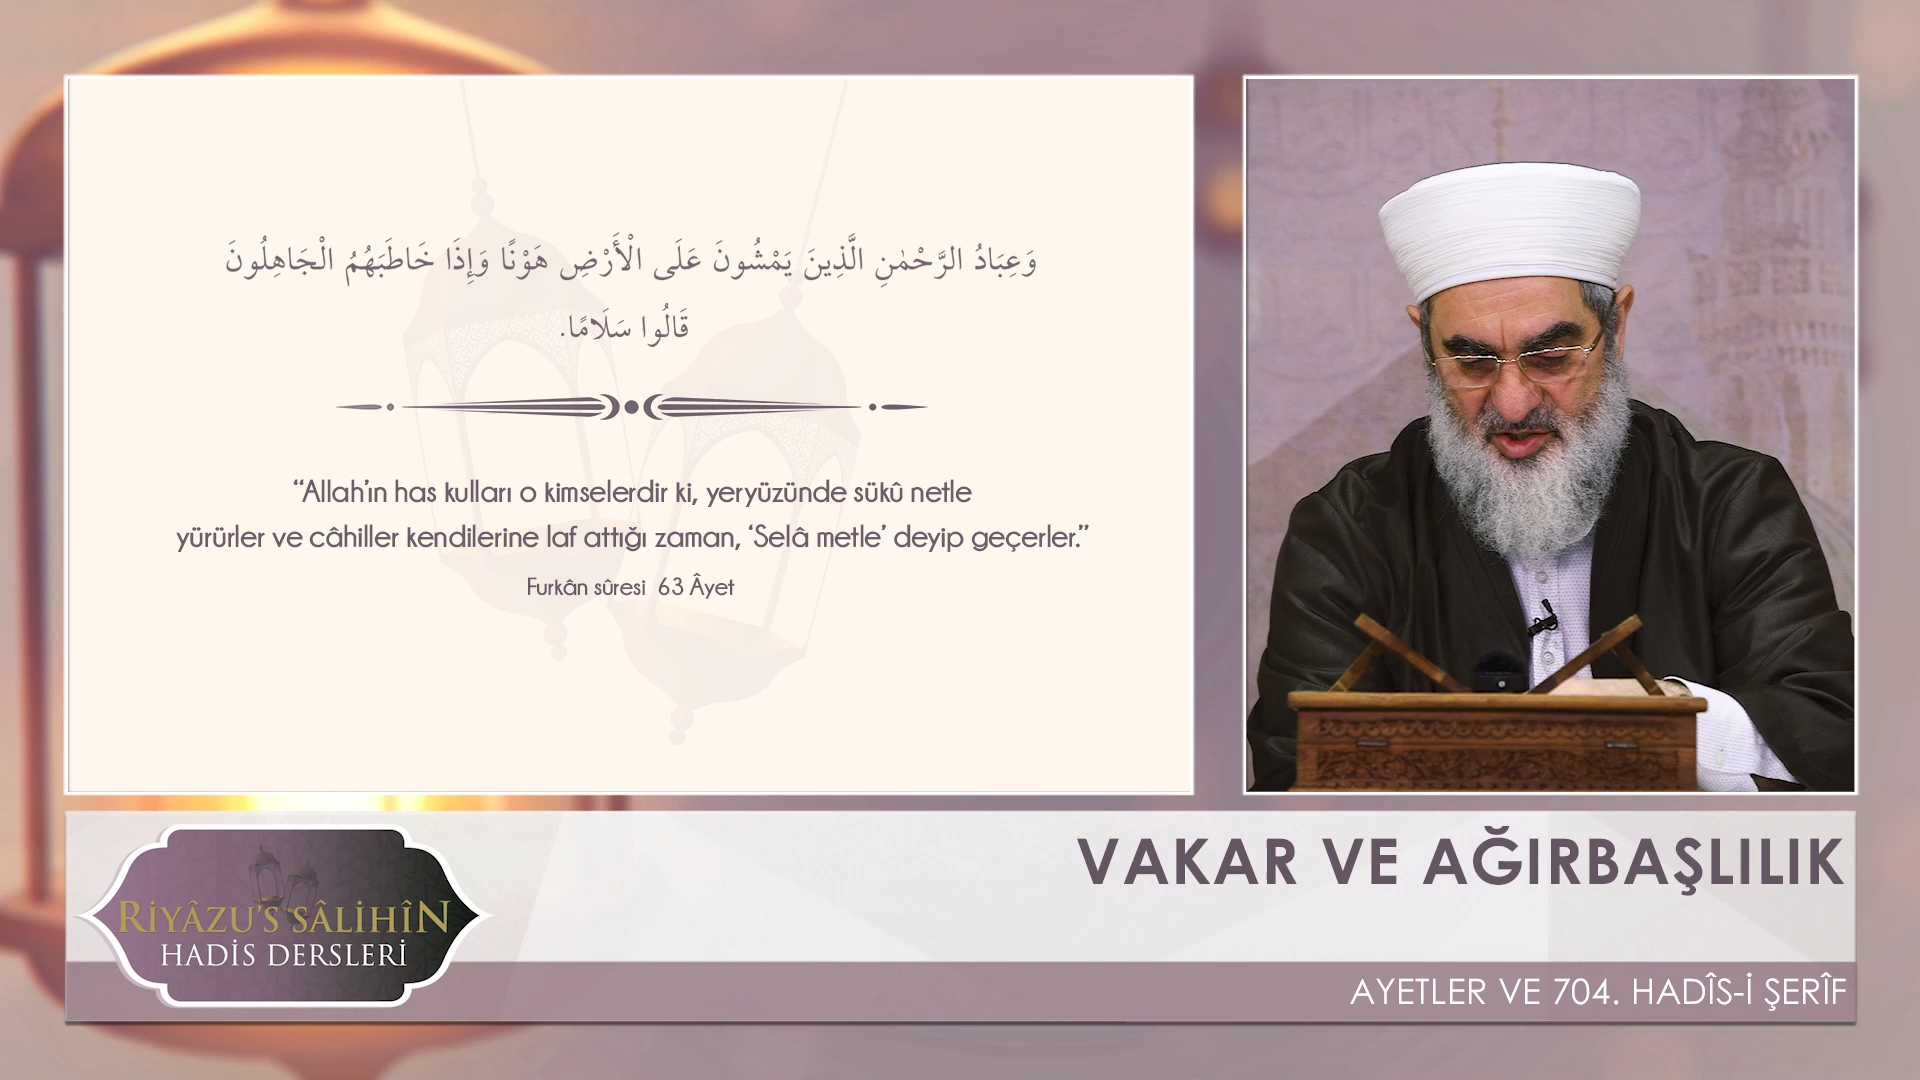 وَعِبَادُ الرَّحْمٰنِ الَّذِينَ يَمْشُونَ عَلَى الْأَرْضِ هَوْنًا وَإِذَا خَاطَبَهُمُ الْجَاهِلُونَ
قَالُوا سَلَامًا.
“Allah’ın has kulları o kimselerdir ki, yeryüzünde sükû netle
yürürler ve câhiller kendilerine laf attığı zaman, ‘Selâ metle’ deyip geçerler.”
Furkân sûresi 63 Âyet
VAKAR VE AĞIRBAŞLILIK
RİYÂZU’S SÂLİHÎN
HADİS DERSLERİ
AYETLER VE 704. HADÎS-İ ŞERÎF